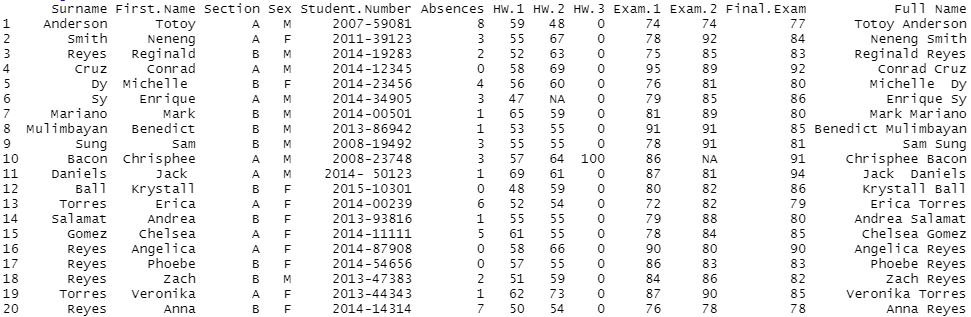 Surname First.Name Section Sex Student.Number Absences HW.1 HW.2 HW.3 Exam.1 Exam.2 Final.Exam Full Name
1 Anderson Totoy A M 2007-59081 8 59 48 0 74 74 77 Totoy Anderson
2 Smith Neneng A F 2011-39123 3 55 67 0 78 92 84 Neneng Smith
3 Reyes Reginald B M 2014-19283 2 52 63 0 75 85 83 Reginald Reyes
4 Cruz Conrad A M 2014-12345 0 58 69 0 95 89 92 Conrad Cruz
5 Dy Michelle B F 2014-23456 4 56 60 0 76 81 80 Michelle Dy
6 Sy Enrique A M 2014-34905 3 47 NA 0 79 85 86 Enrique Sy
7 Mariano Mark B M 2014-00501 1 65 59 0 81 89 80 Mark Mariano
8 Mulimbayan Benedict B M 2013-86942 1 53 55 0 91 91 85 Benedict Mulimbayan
9 Sung Sam B M 2008-19492 3 55 55 0 78 91 81 Sam Sung
10 Bacon Chrisphee A M 2008-23748 3 57 64 100 86 NA 91 Chrisphee Bacon
11 Daniels Jack A M 2014- 50123 1 69 61 0 87 81 94 Jack Daniels
12 Ball Krystall B F 2015-10301 0 48 59 0 80 82 86 Krystall Ball
13 Torres Erica A F 2014-00239 6 52 54 0 72 82 79 Erica Torres
14 Salamat Andrea B F 2013-93816 1 55 55 0 79 88 80 Andrea Salamat
15 Gomez Chelsea A F 2014-11111 5 61 55 0 78 84 85 Chelsea Gomez
16 Reyes Angelica A F 2014-87908 0 58 66 0 90 80 90 Angelica Reyes
17 Reyes Phoebe B F 2014-54656 0 57 55 0 86 83 83 Phoebe Reyes
18 Reyes Zach B M 2013-47383 2 51 59 0 84 86 82 Zach Reyes
19 Torres Veronika A F 2013-44343 1 62 73 0 87 90 85 Veronika Torres
20 Reyes Anna B F 2014-14314 7 50 54 0 76 78 78 Anna Reyes